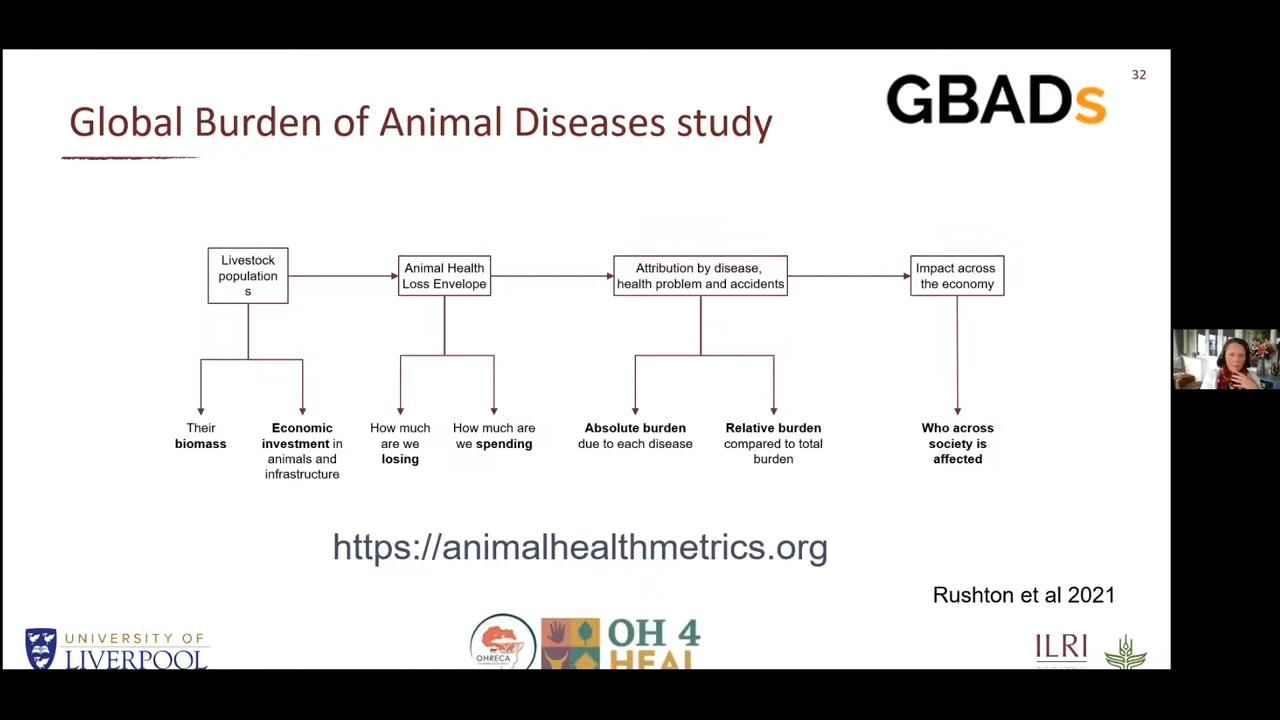 32
GBADs
Global Burden of Animal Diseases study
Livestock
population
s
Animal Health
Loss Envelope
Attribution by disease,
health problem and accidents
Impact across
the economy
Their
biomass
Economic
investment in
animals and
infrastructure
How much
are we
losing
How much are
we spending
Absolute burden
due to each disease
Relative burden
compared to total
burden
Who across
society is
affected
https://animalhealthmetrics.org
Rushton et al 2021
UNIVERSITY OF
LIVERPOOL
OHRECA
OH 4
HEAL
ILRI